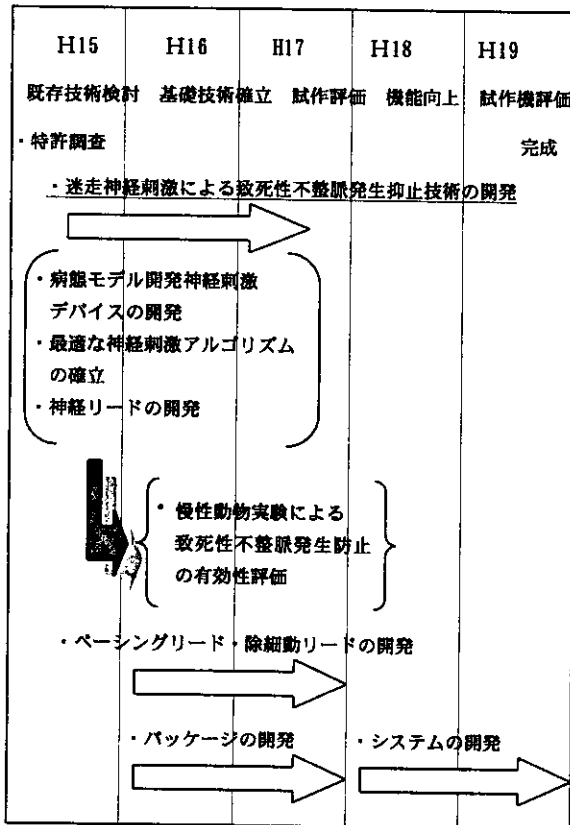 H15 H16 H17 H18 H19
既存技術検討 基礎技術確立 試作評価 機能向上 試作機評価
・特許調査 完成
・迷走神経刺激による致死性不整脈発生抑止技術の開発
・病態モデル開発神経刺激
デバイスの開発
・最適な神経刺激アルゴリズム
の確立
・神経リードの開発
・慢性動物実験による
致死性不整脈発生防止
の有効性評価
・ペーシングリード・除細動リードの開発
・パッケージの開発 ・システムの開発